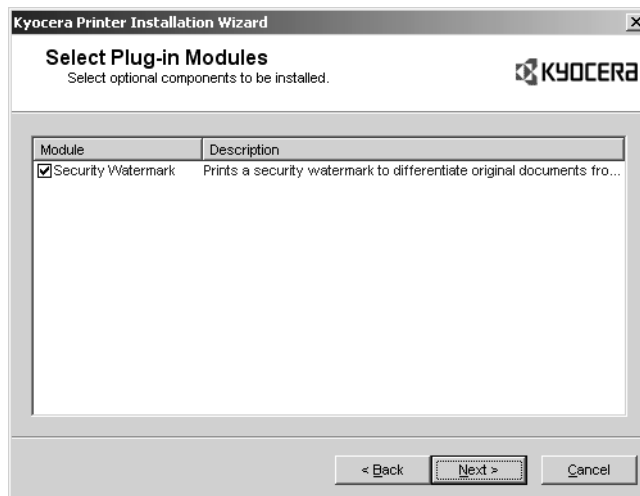 Kyocera Printer Installation Wizard
Select Plug-in Modules
Select optional components to be installed.
KYOCERA
Module Description
Security Watermark Prints a security watermark to differentiate original documents fro...
< Back Next > Cancel